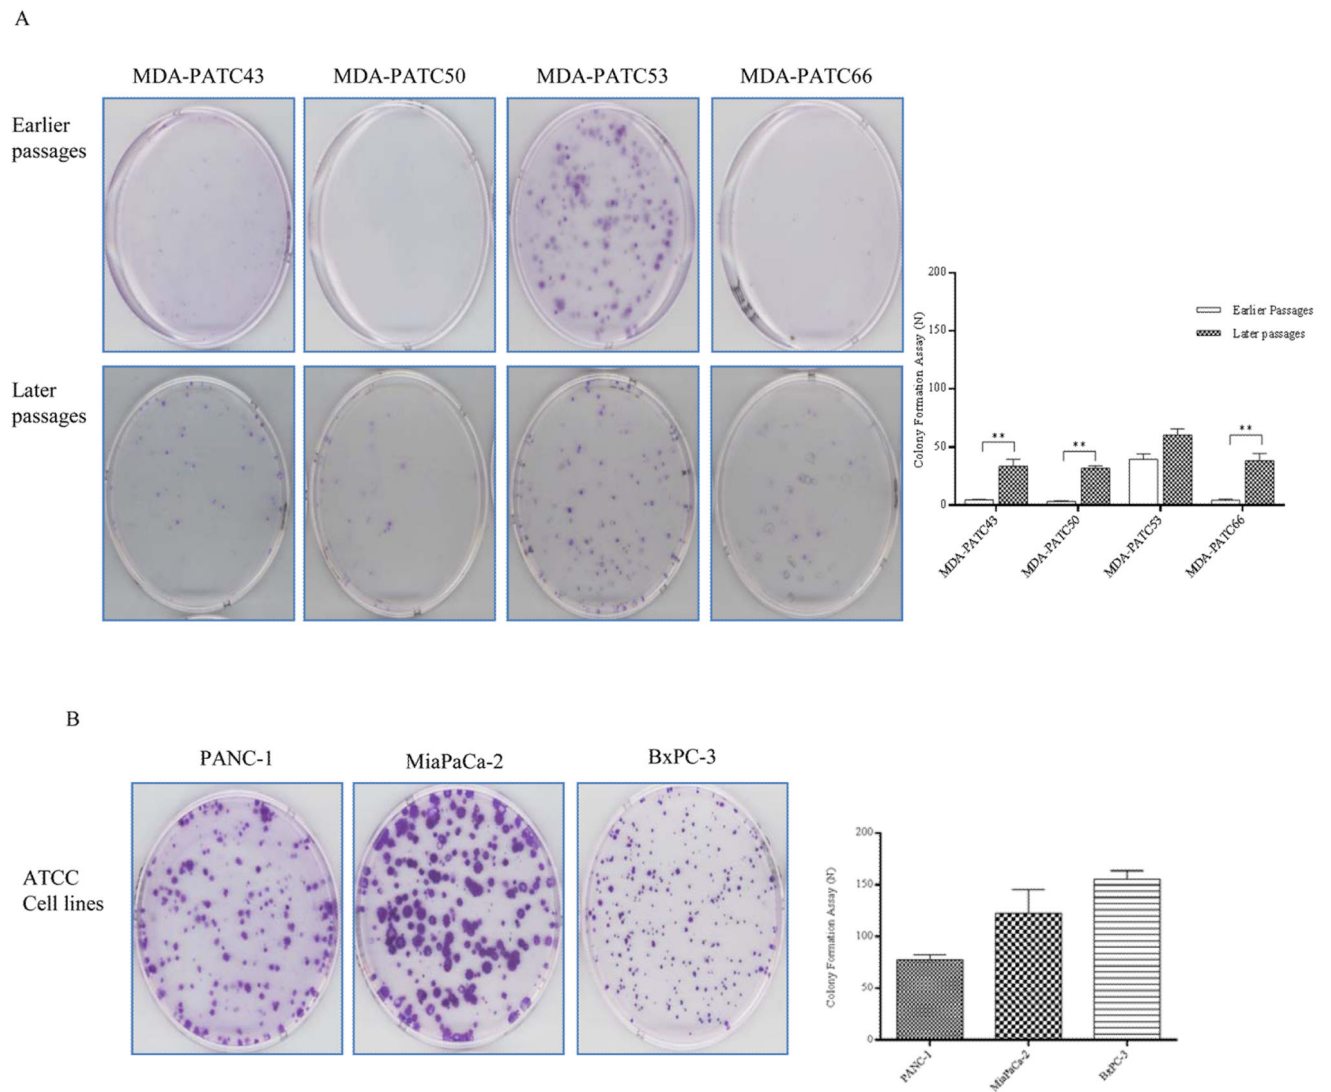 A
MDA-PATC43
MDA-PATC50
MDA-PATC53
MDA-PATC66
Earlier
passages
Later
passages
200
150
100
50
0
Colony Formation Assay (N)
Earlier Passages
Later passages
**
**
**
MDA-PATC43
MDA-PATC50
MDA-PATC53
MDA-PATC66
B
PANC-1
MiaPaCa-2
BxPC-3
ATCC
Cell lines
200
150
100
50
0
Colony Formation Assay (N)
PANC-1
MiaPaCa-2
BxPC-3